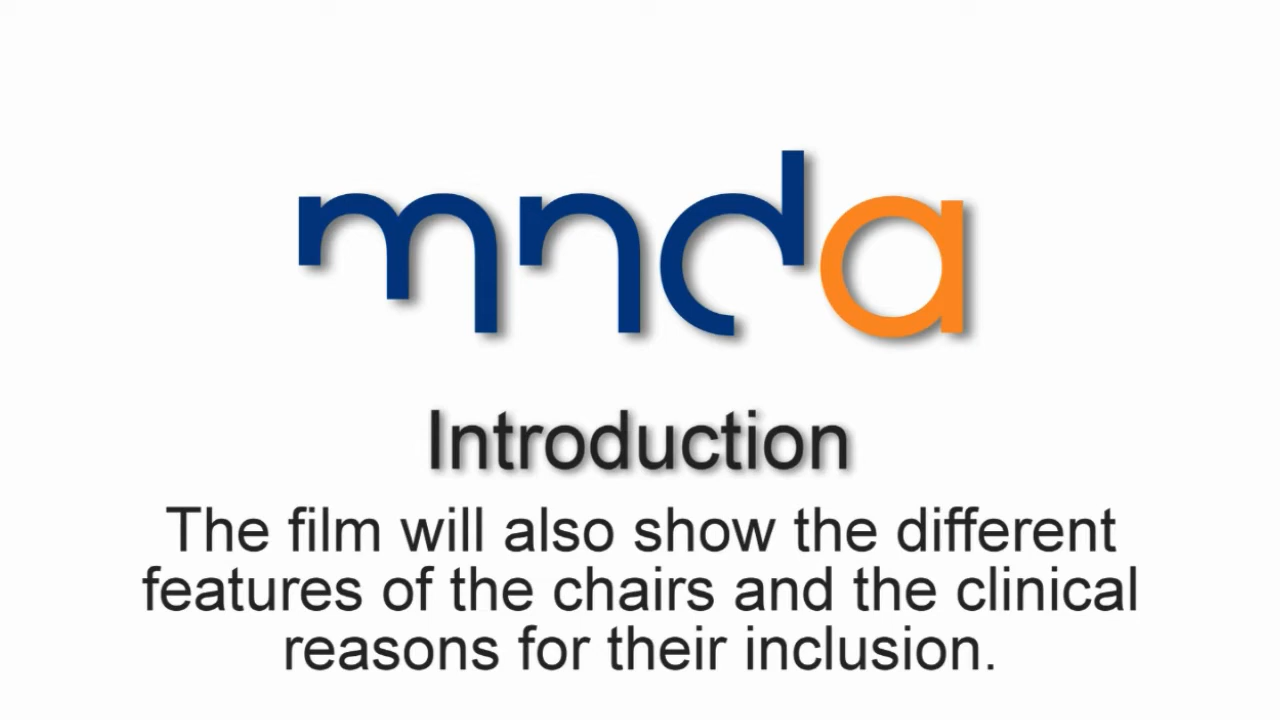 mnda
Introduction
The film will also show the different
features of the chairs and the clinical
reasons for their inclusion.